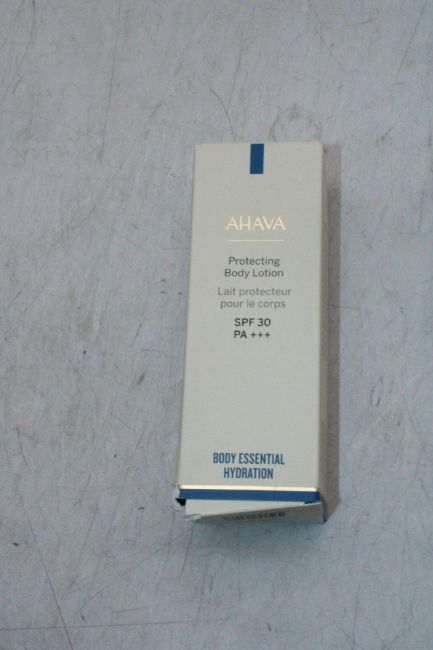 AHAVA
Protecting
Body Lotion
Lait protecteur
pour le corps
SPF 30
PA +++
BODY ESSENTIAL
HYDRATION